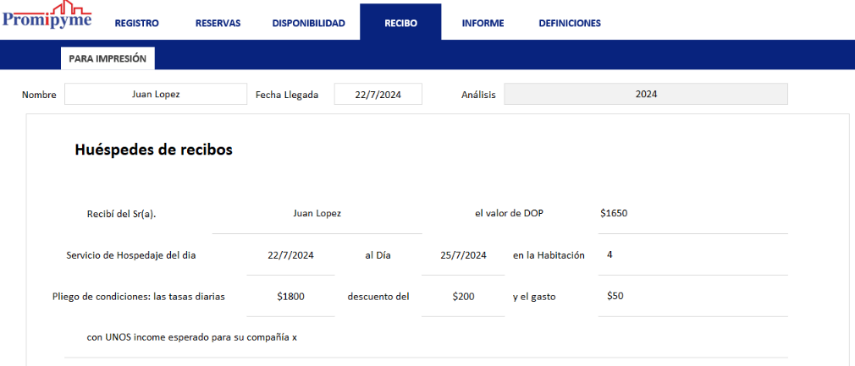 Promipyme REGISTRO RESERVAS DISPONIBILIDAD RECIBO INFORME DEFINICIONES
PARA IMPRESIÓN
Nombre Juan Lopez Fecha Llegada 22/7/2024 Análisis 2024
Huéspedes de recibos
Recibí del Sr(a). Juan Lopez el valor de DOP $1650
Servicio de Hospedaje del dia 22/7/2024 al Día 25/7/2024 en la Habitación 4
Pliego de condiciones: las tasas diarias $1800 descuento del $200 y el gasto $50
con UNOS income esperado para su compañía x